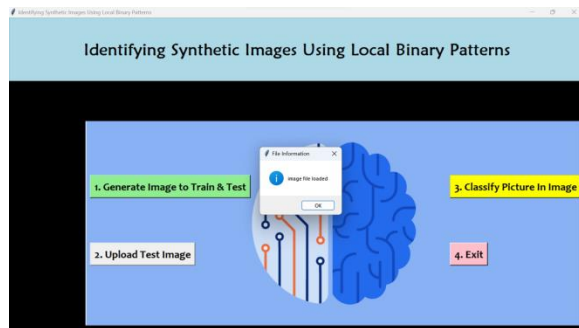 Identifying Synthetic Images Using Local Binary Patterns
Identifying Synthetic Images Using Local Binary Patterns
File Information
image file loaded
OK
1. Generate Image to Train & Test
3. Classify Picture In Image
2. Upload Test Image
4. Exit